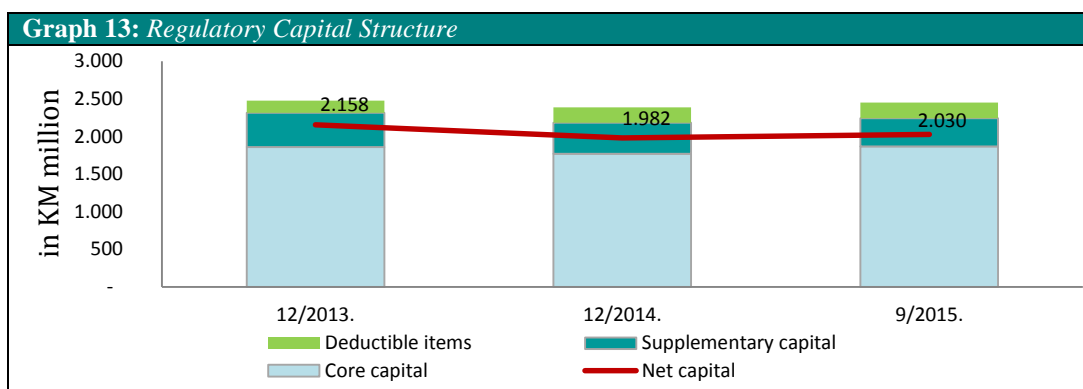 Graph 13: Regulatory Capital Structure
in KM million
3.000
2.500
2.000
1.500
1.000
500
-
2.158
1.982
2.030
12/2013.
12/2014.
9/2015.
Deductible items
Supplementary capital
Core capital
Net capital